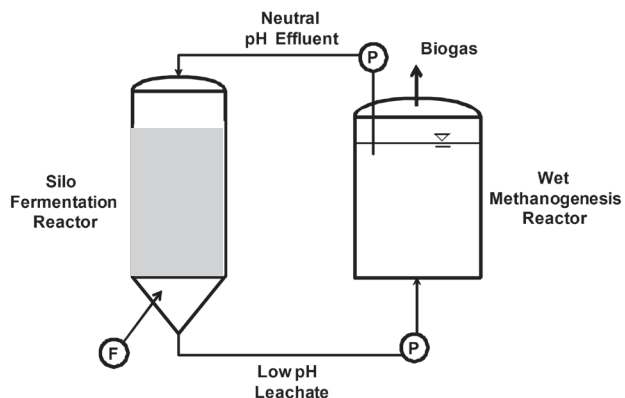 Neutral
pH Effluent
P
Biogas
Silo
Fermentation
Reactor
Wet
Methanogenesis
Reactor
F
P
Low pH
Leachate